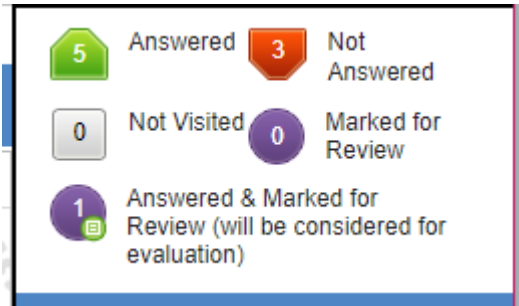 5 Answered 3 Not
Answered
0 Not Visited 0 Marked for
Review
1 Answered & Marked for
Review (will be considered for
evaluation)